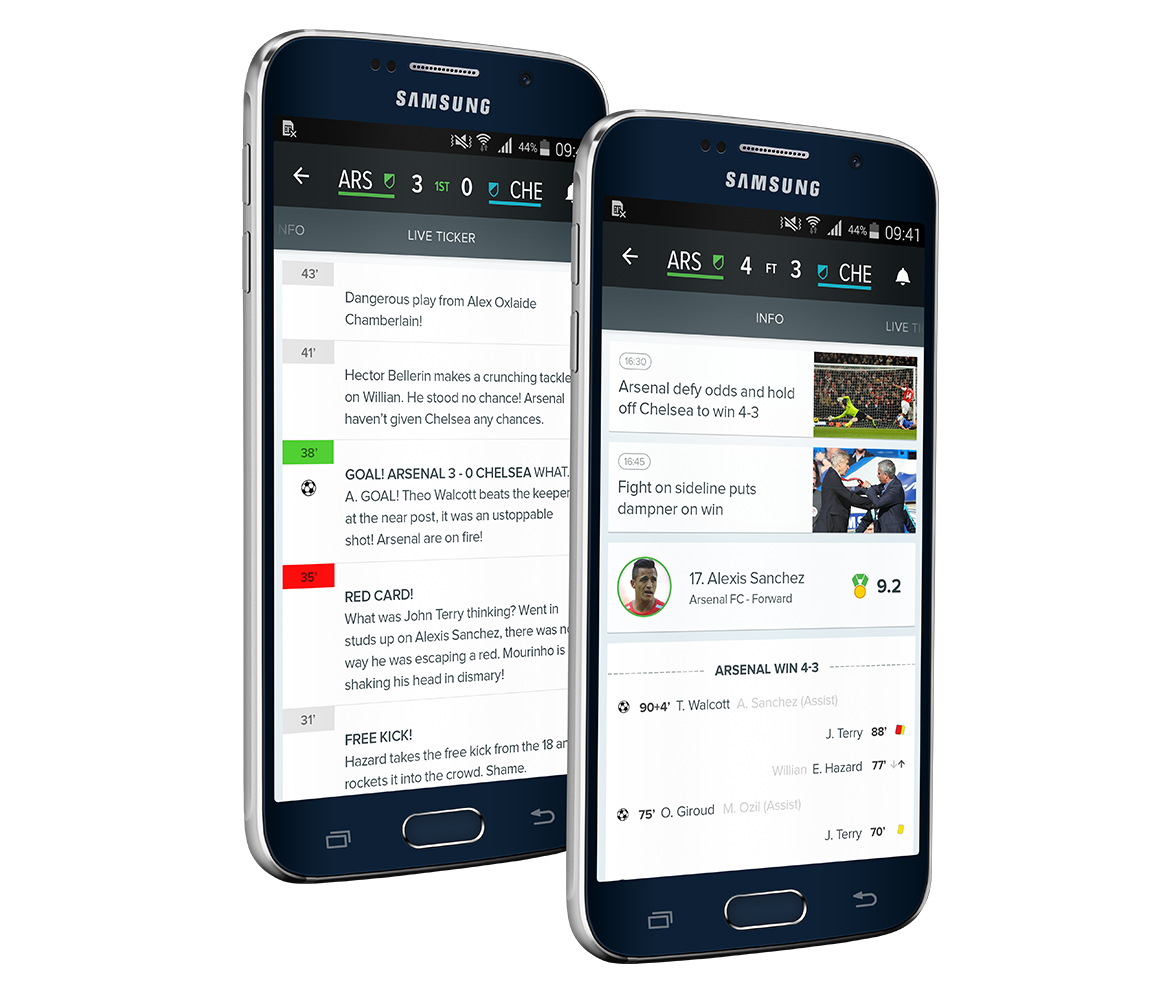 SAMSUNG
44% 09:4
ARS 3 1ST 0 CHE
NFO LIVE TICKER
43’
Dangerous play from Alex Oxlaide
Chamberlain!
41’
Hector Bellerin makes a crunching tackle
on Willian. He stood no chance! Arsenal
haven’t given Chelsea any chances.
38’
GOAL! ARSENAL 3 - 0 CHELSEA WHAT.
A. GOAL! Theo Walcott beats the keeper
at the near post, it was an ustoppable
shot! Arsenal are on fire!
35’
RED CARD!
What was John Terry thinking? Went in
studs up on Alexis Sanchez, there was no
way he was escaping a red. Mourinho is
shaking his head in dismary!
31’
FREE KICK!
Hazard takes the free kick from the 18 an
rockets it into the crowd. Shame.
SAMSUNG
44% 09:41
ARS 4 FT 3 CHE
INFO LIVE TI
16:30
Arsenal defy odds and hold
off Chelsea to win 4-3
16:45
Fight on sideline puts
dampner on win
17. Alexis Sanchez
Arsenal FC - Forward
9.2
ARSENAL WIN 4-3
90+4’ T. Walcott A. Sanchez (Assist)
J. Terry 88’
Willian E. Hazard 77’
75’ O. Giroud M. Ozil (Assist)
J. Terry 70’